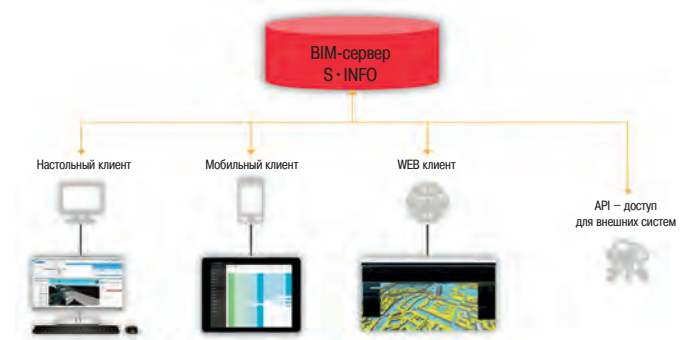 BIM-сервер
S·INFO
Настольный клиент
Мобильный клиент
WEB клиент
API – доступ
для внешних систем